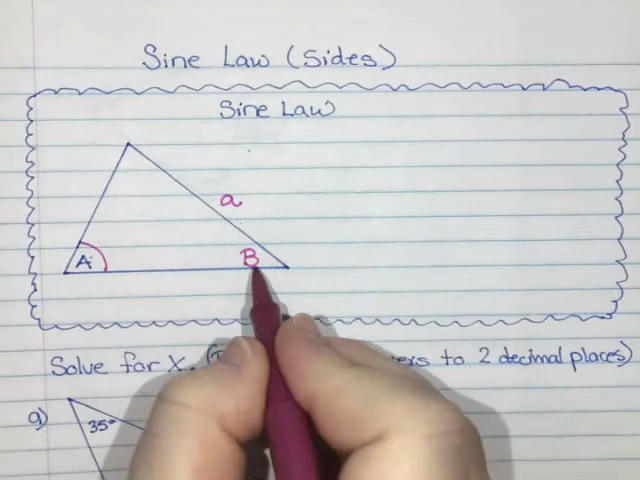 Sine Law (Sides)
Sine Law
a
A
B
Solve for x. to 2 decimal places)
a)
35°